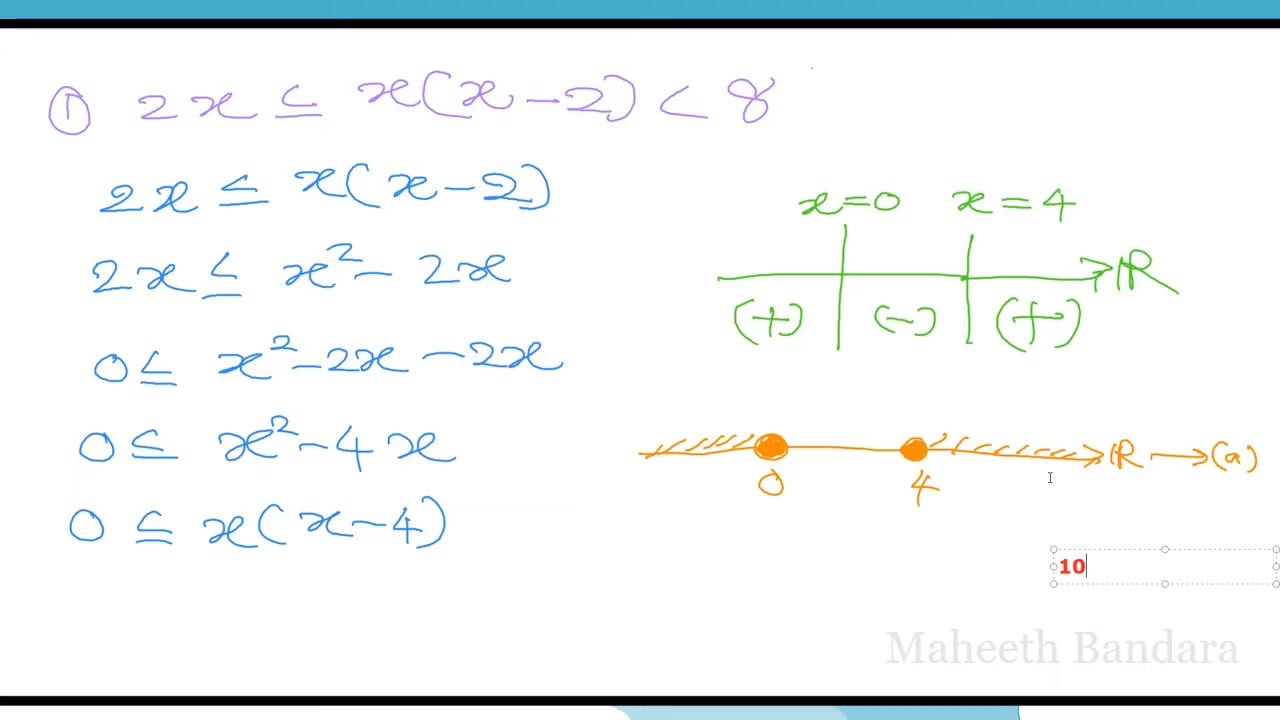 ① 2x ≤ x(x-2) < 8
2x ≤ x(x-2)
2x ≤ x² - 2x
0 ≤ x² - 2x - 2x
0 ≤ x² - 4x
0 ≤ x(x-4)
x=0 x=4
ℝ
(+) (-) (+)
ℝ → (a)
0 4
10
Maheeth Bandara